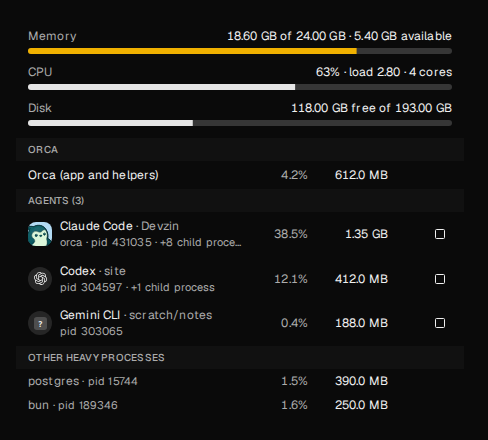 Memory 18.60 GB of 24.00 GB · 5.40 GB available
CPU 63% · load 2.80 · 4 cores
Disk 118.00 GB free of 193.00 GB
ORCA
Orca (app and helpers) 4.2% 612.0 MB
AGENTS (3)
Claude Code · Devzin 38.5% 1.35 GB
orca · pid 431035 · +8 child proce...
Codex · site 12.1% 412.0 MB
pid 304597 · +1 child process
Gemini CLI · scratch/notes 0.4% 188.0 MB
?
pid 303065
OTHER HEAVY PROCESSES
postgres · pid 15744 1.5% 390.0 MB
bun · pid 189346 1.6% 250.0 MB